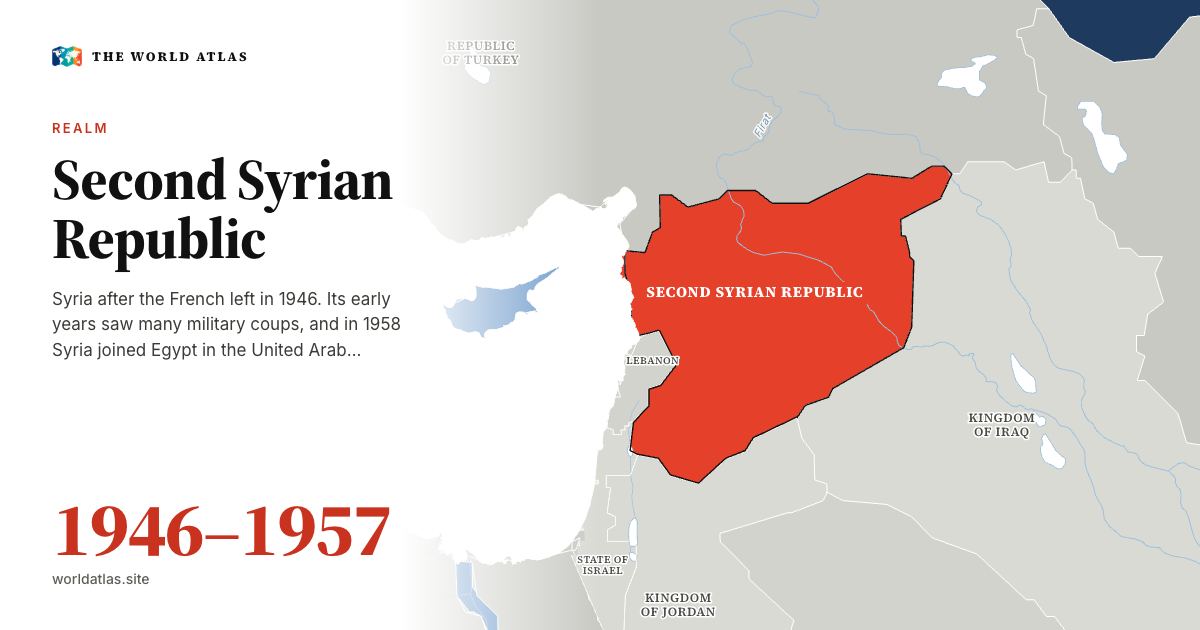 THE WORLD ATLAS
REALM
Second Syrian
Republic
Syria after the French left in 1946. Its early
years saw many military coups, and in 1958
Syria joined Egypt in the United Arab...
1946–1957
worldatlas.site
REPUBLIC
OF TURKEY
Firat
SECOND SYRIAN REPUBLIC
LEBANON
KINGDOM
OF IRAQ
STATE OF
ISRAEL
KINGDOM
OF JORDAN